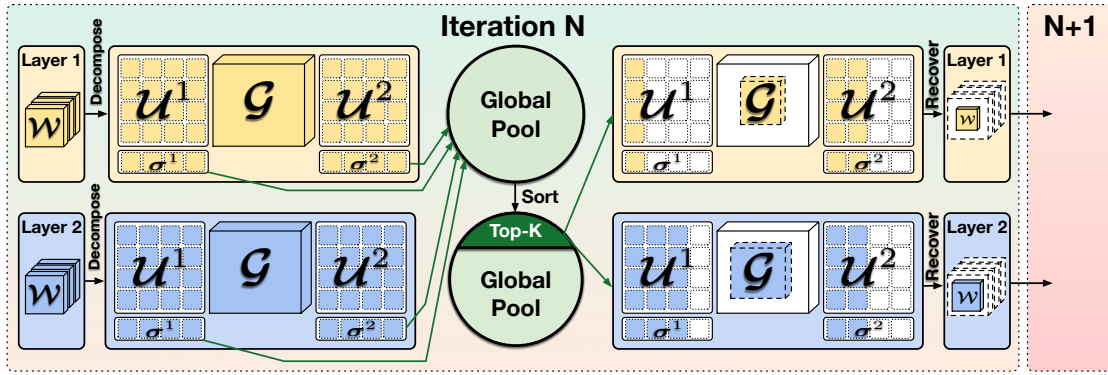 Iteration N
N+1
Layer 1
Decompose
W
U¹
G
U²
σ¹
σ²
Global
Pool
Sort
Top-K
Global
Pool
U¹
G
U²
σ¹
σ²
Recover
Layer 1
W
Layer 2
Decompose
W
U¹
G
U²
σ¹
σ²
U¹
G
U²
σ¹
σ²
Recover
Layer 2
W